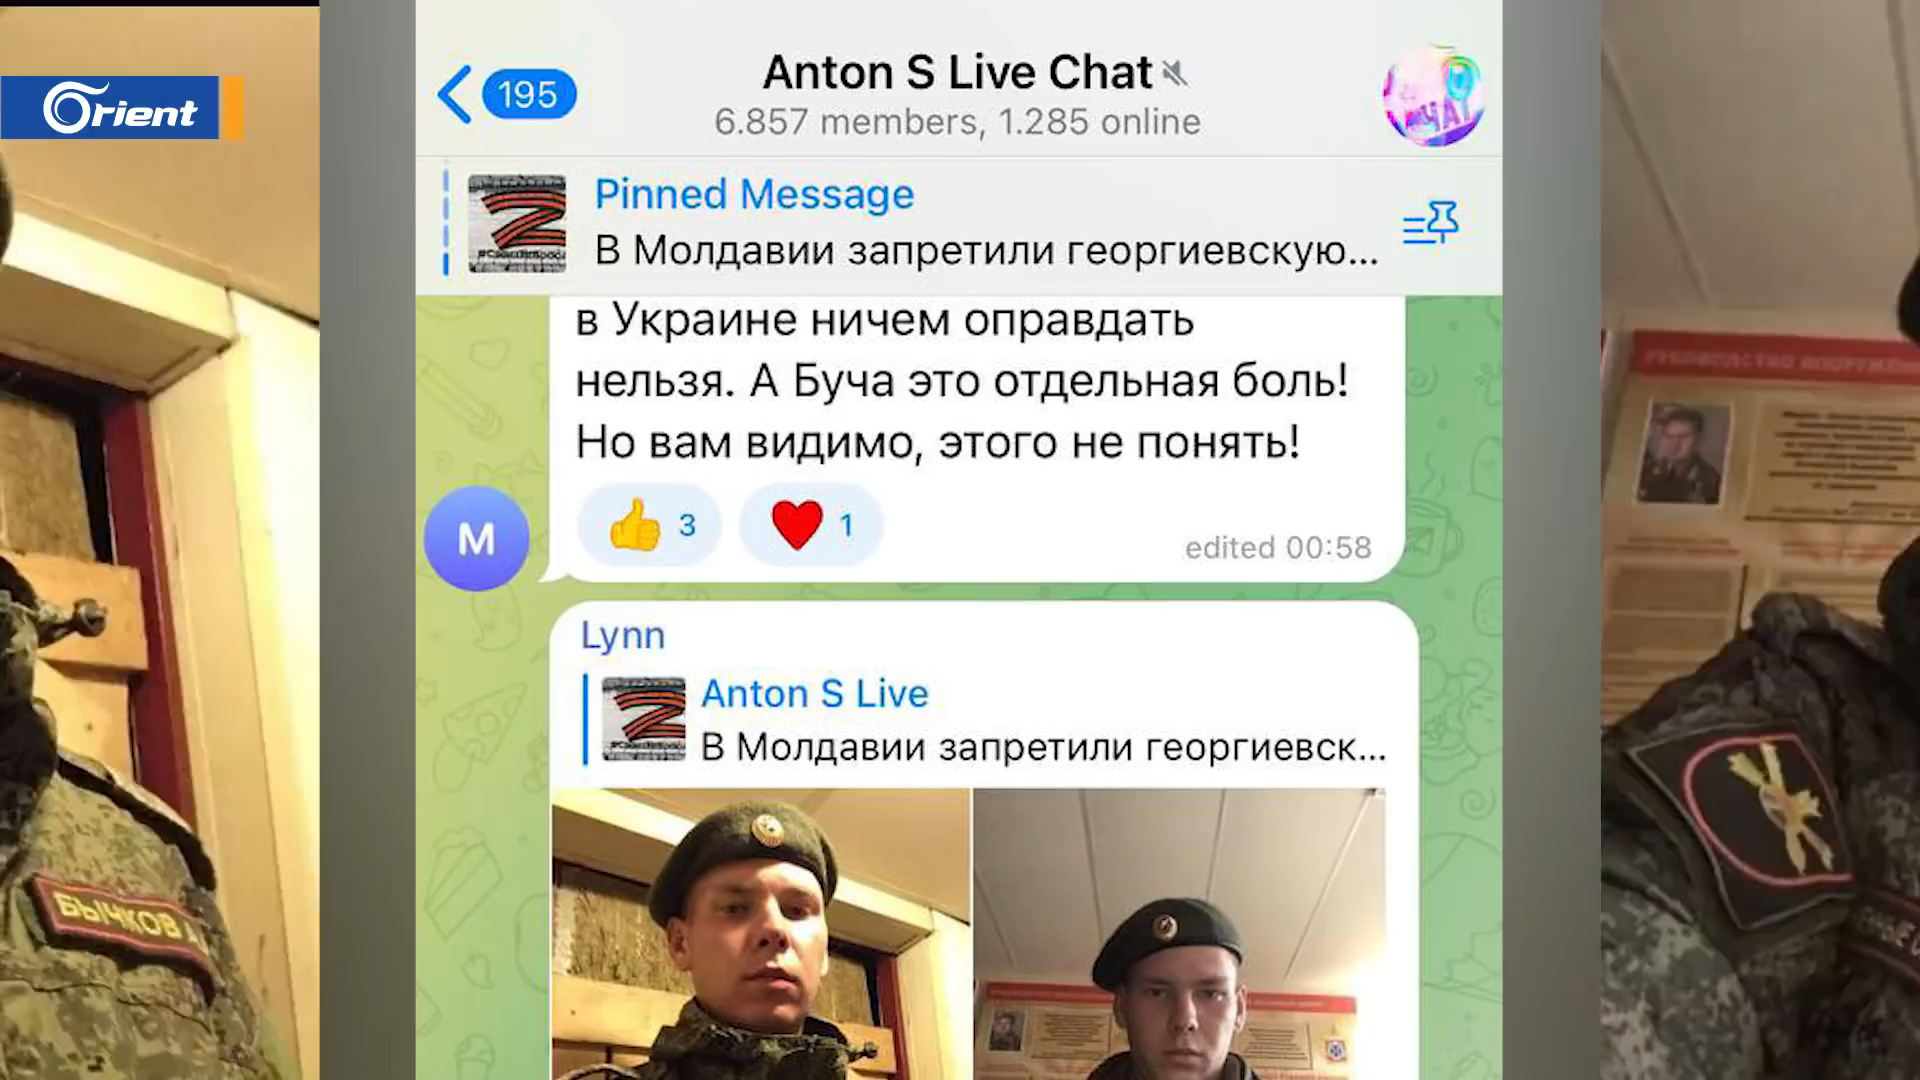 Orient
195
Anton S Live Chat
6.857 members, 1.285 online
Pinned Message
В Молдавии запретили георгиевскую...
в Украине ничем оправдать
нельзя. А Буча это отдельная боль!
Но вам видимо, этого не понять!
3
1
edited 00:58
M
Lynn
Anton S Live
В Молдавии запретили георгиевск...
БЫЧКОВ
ЧАТ
РУКОВОДСТВО